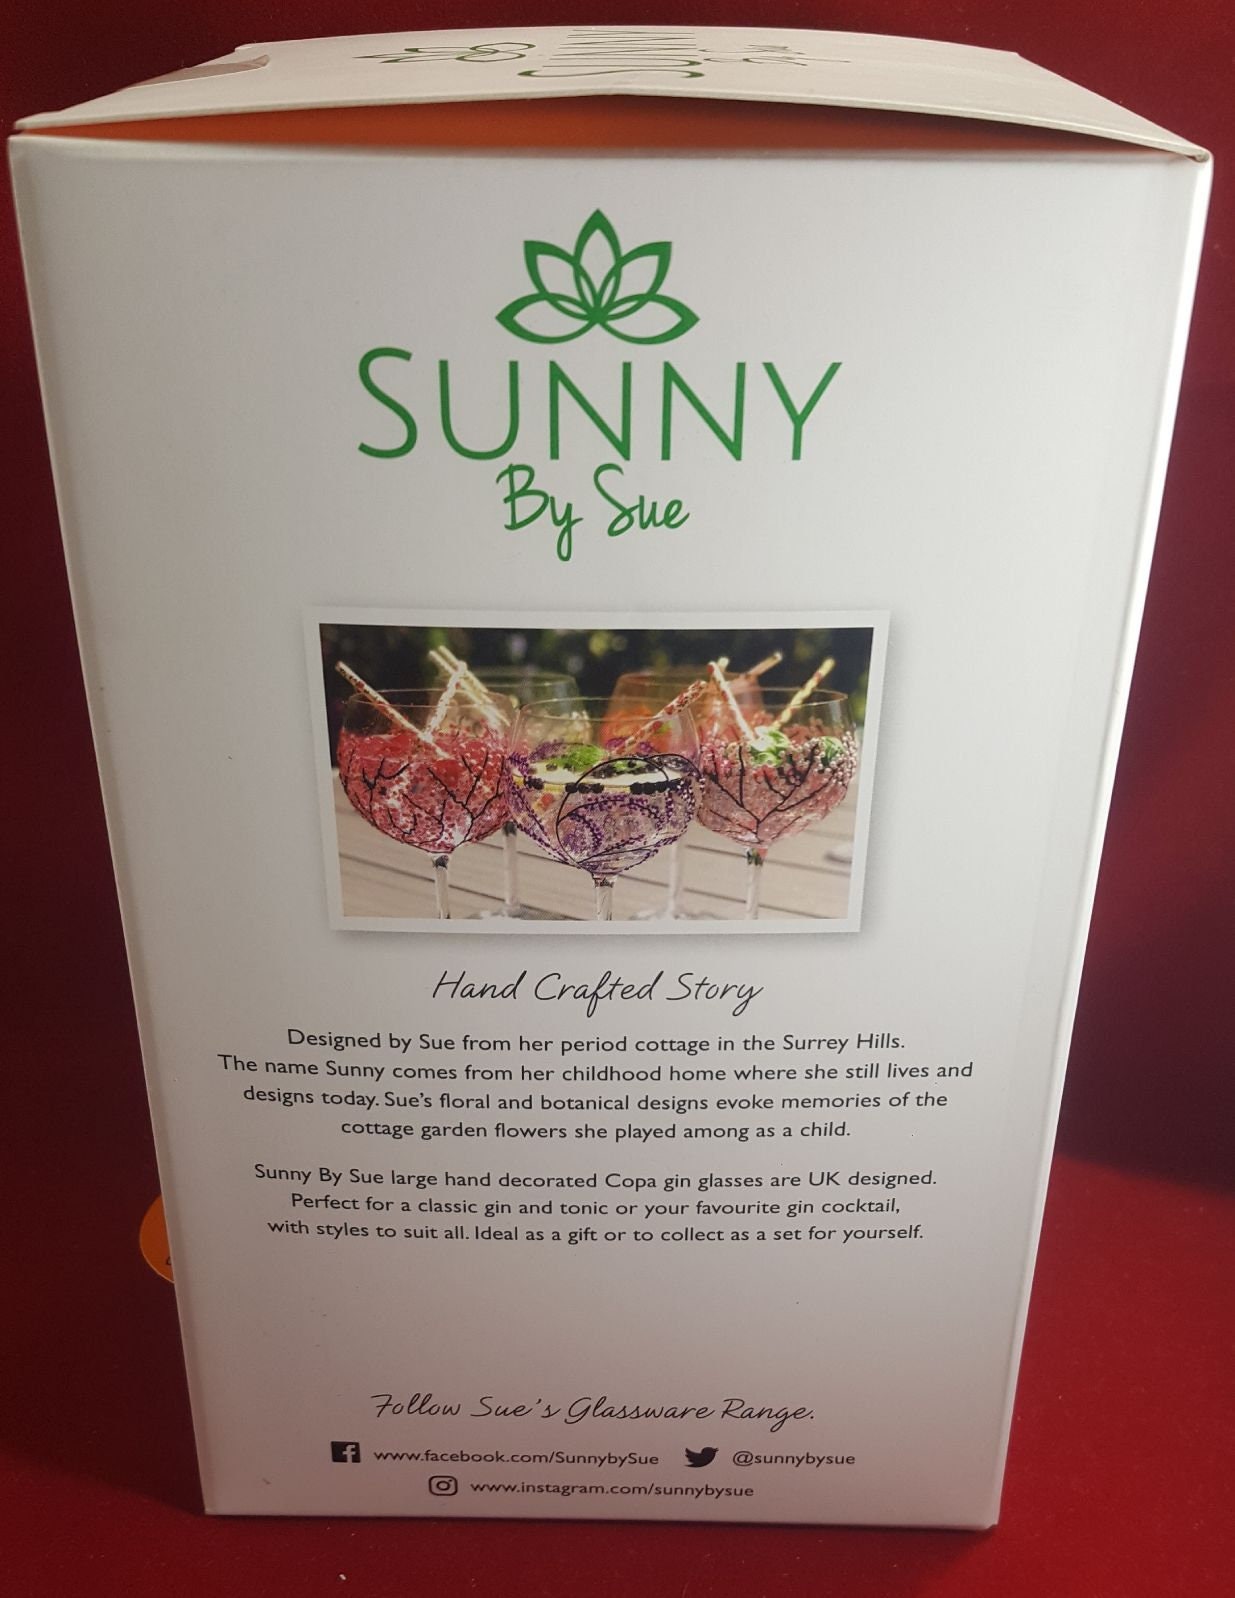 SUNNY
By Sue
Hand Crafted Story
Designed by Sue from her period cottage in the Surrey Hills.
The name Sunny comes from her childhood home where she still lives and
designs today. Sue's floral and botanical designs evoke memories of the
cottage garden flowers she played among as a child.
Sunny By Sue large hand decorated Copa gin glasses are UK designed.
Perfect for a classic gin and tonic or your favourite gin cocktail,
with styles to suit all. Ideal as a gift or to collect as a set for yourself.
Follow Sue's Glassware Range.
www.facebook.com/SunnybySue @sunnybysue
www.instagram.com/sunnybysue